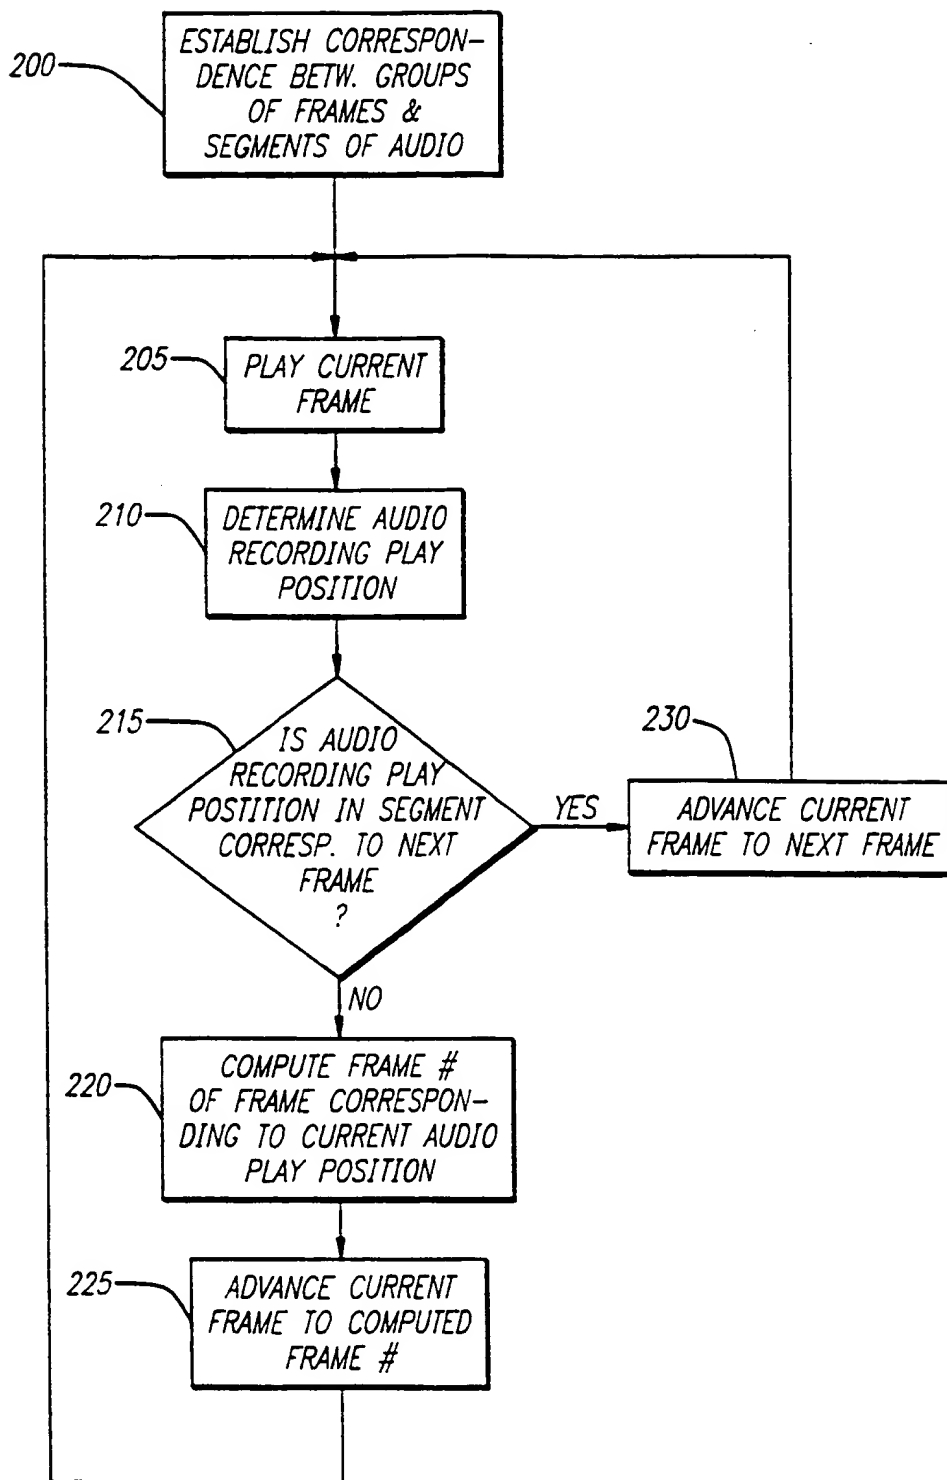 200
ESTABLISH CORRESPON-
DENCE BETW. GROUPS
OF FRAMES &
SEGMENTS OF AUDIO
205
PLAY CURRENT
FRAME
210
DETERMINE AUDIO
RECORDING PLAY
POSITION
215
IS AUDIO
RECORDING PLAY
POSTITION IN SEGMENT
CORRESP. TO NEXT
FRAME
?
YES
230
ADVANCE CURRENT
FRAME TO NEXT FRAME
NO
220
COMPUTE FRAME #
OF FRAME CORRESPON-
DING TO CURRENT AUDIO
PLAY POSITION
225
ADVANCE CURRENT
FRAME TO COMPUTED
FRAME #